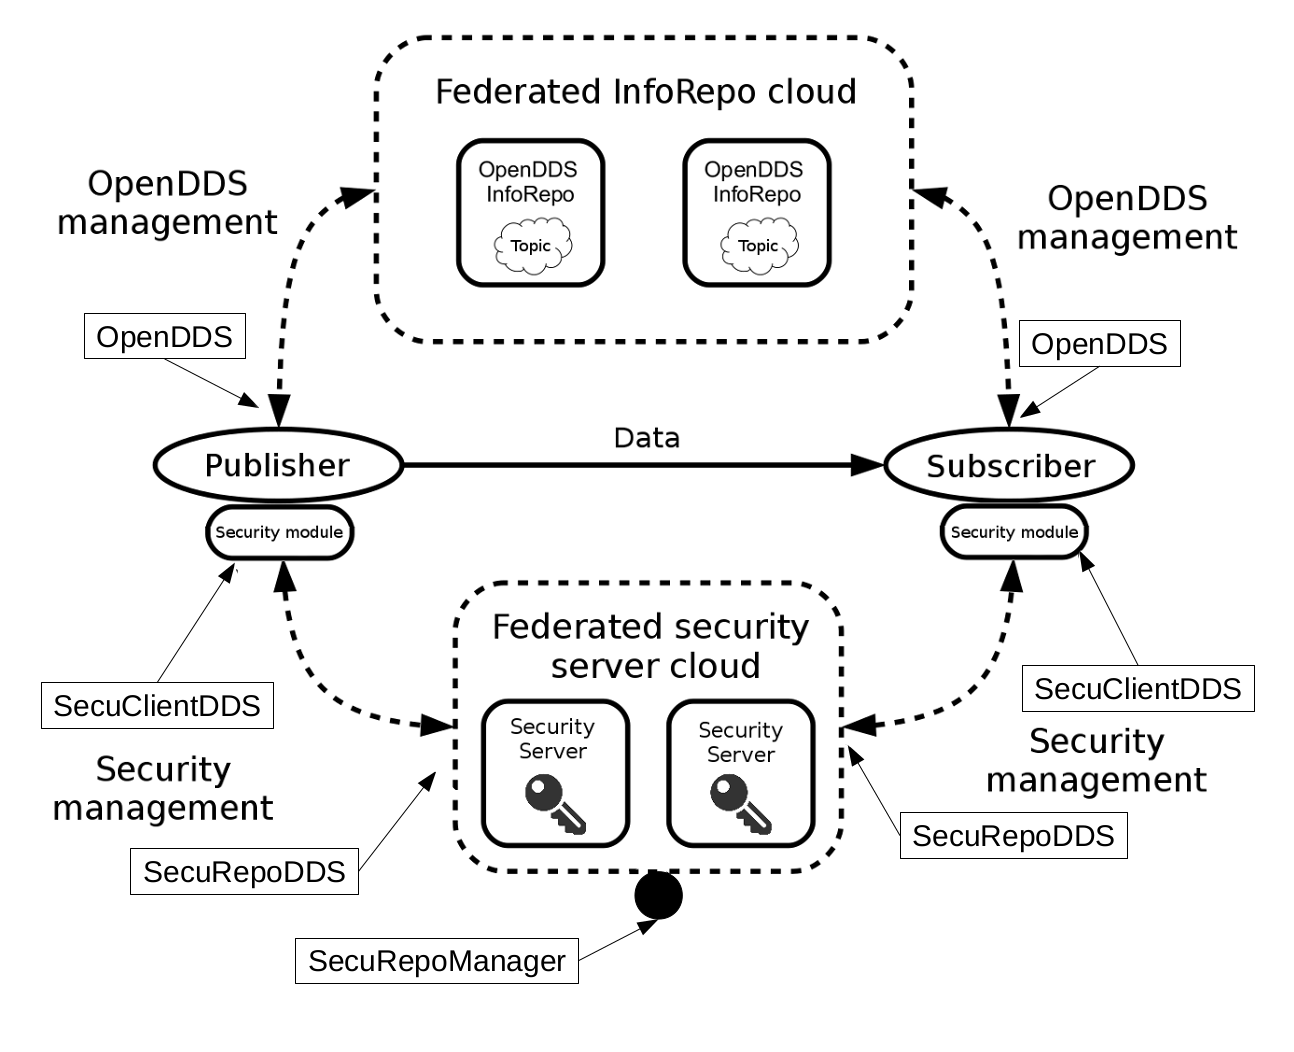 Federated InfoRepo cloud
OpenDDS
InfoRepo
Topic
OpenDDS
InfoRepo
Topic
OpenDDS
management
OpenDDS
management
OpenDDS
OpenDDS
Data
Publisher
Subscriber
Security module
Security module
Federated security
server cloud
Security
Server
Security
Server
SecuClientDDS
SecuClientDDS
Security
management
Security
management
SecuRepoDDS
SecuRepoDDS
SecuRepoManager